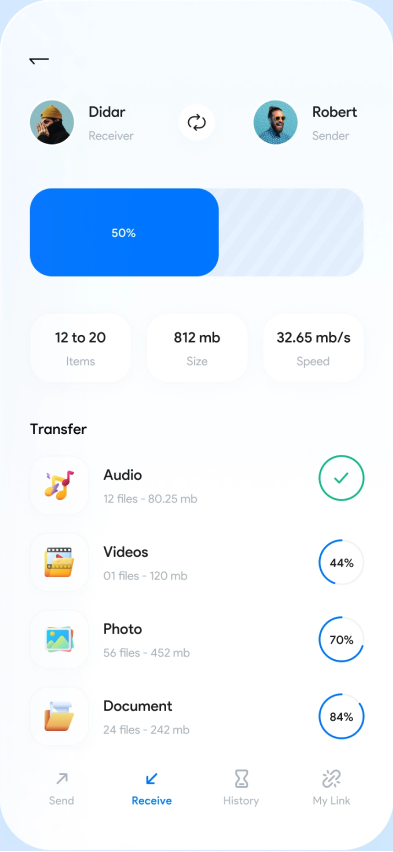 Didar
Receiver
Robert
Sender
50%
12 to 20
Items
812 mb
Size
32.65 mb/s
Speed
Transfer
Audio
12 files - 80.25 mb
Videos
01 files - 120 mb
44%
Photo
56 files - 452 mb
70%
Document
24 files - 242 mb
84%
Send
Receive
History
My Link